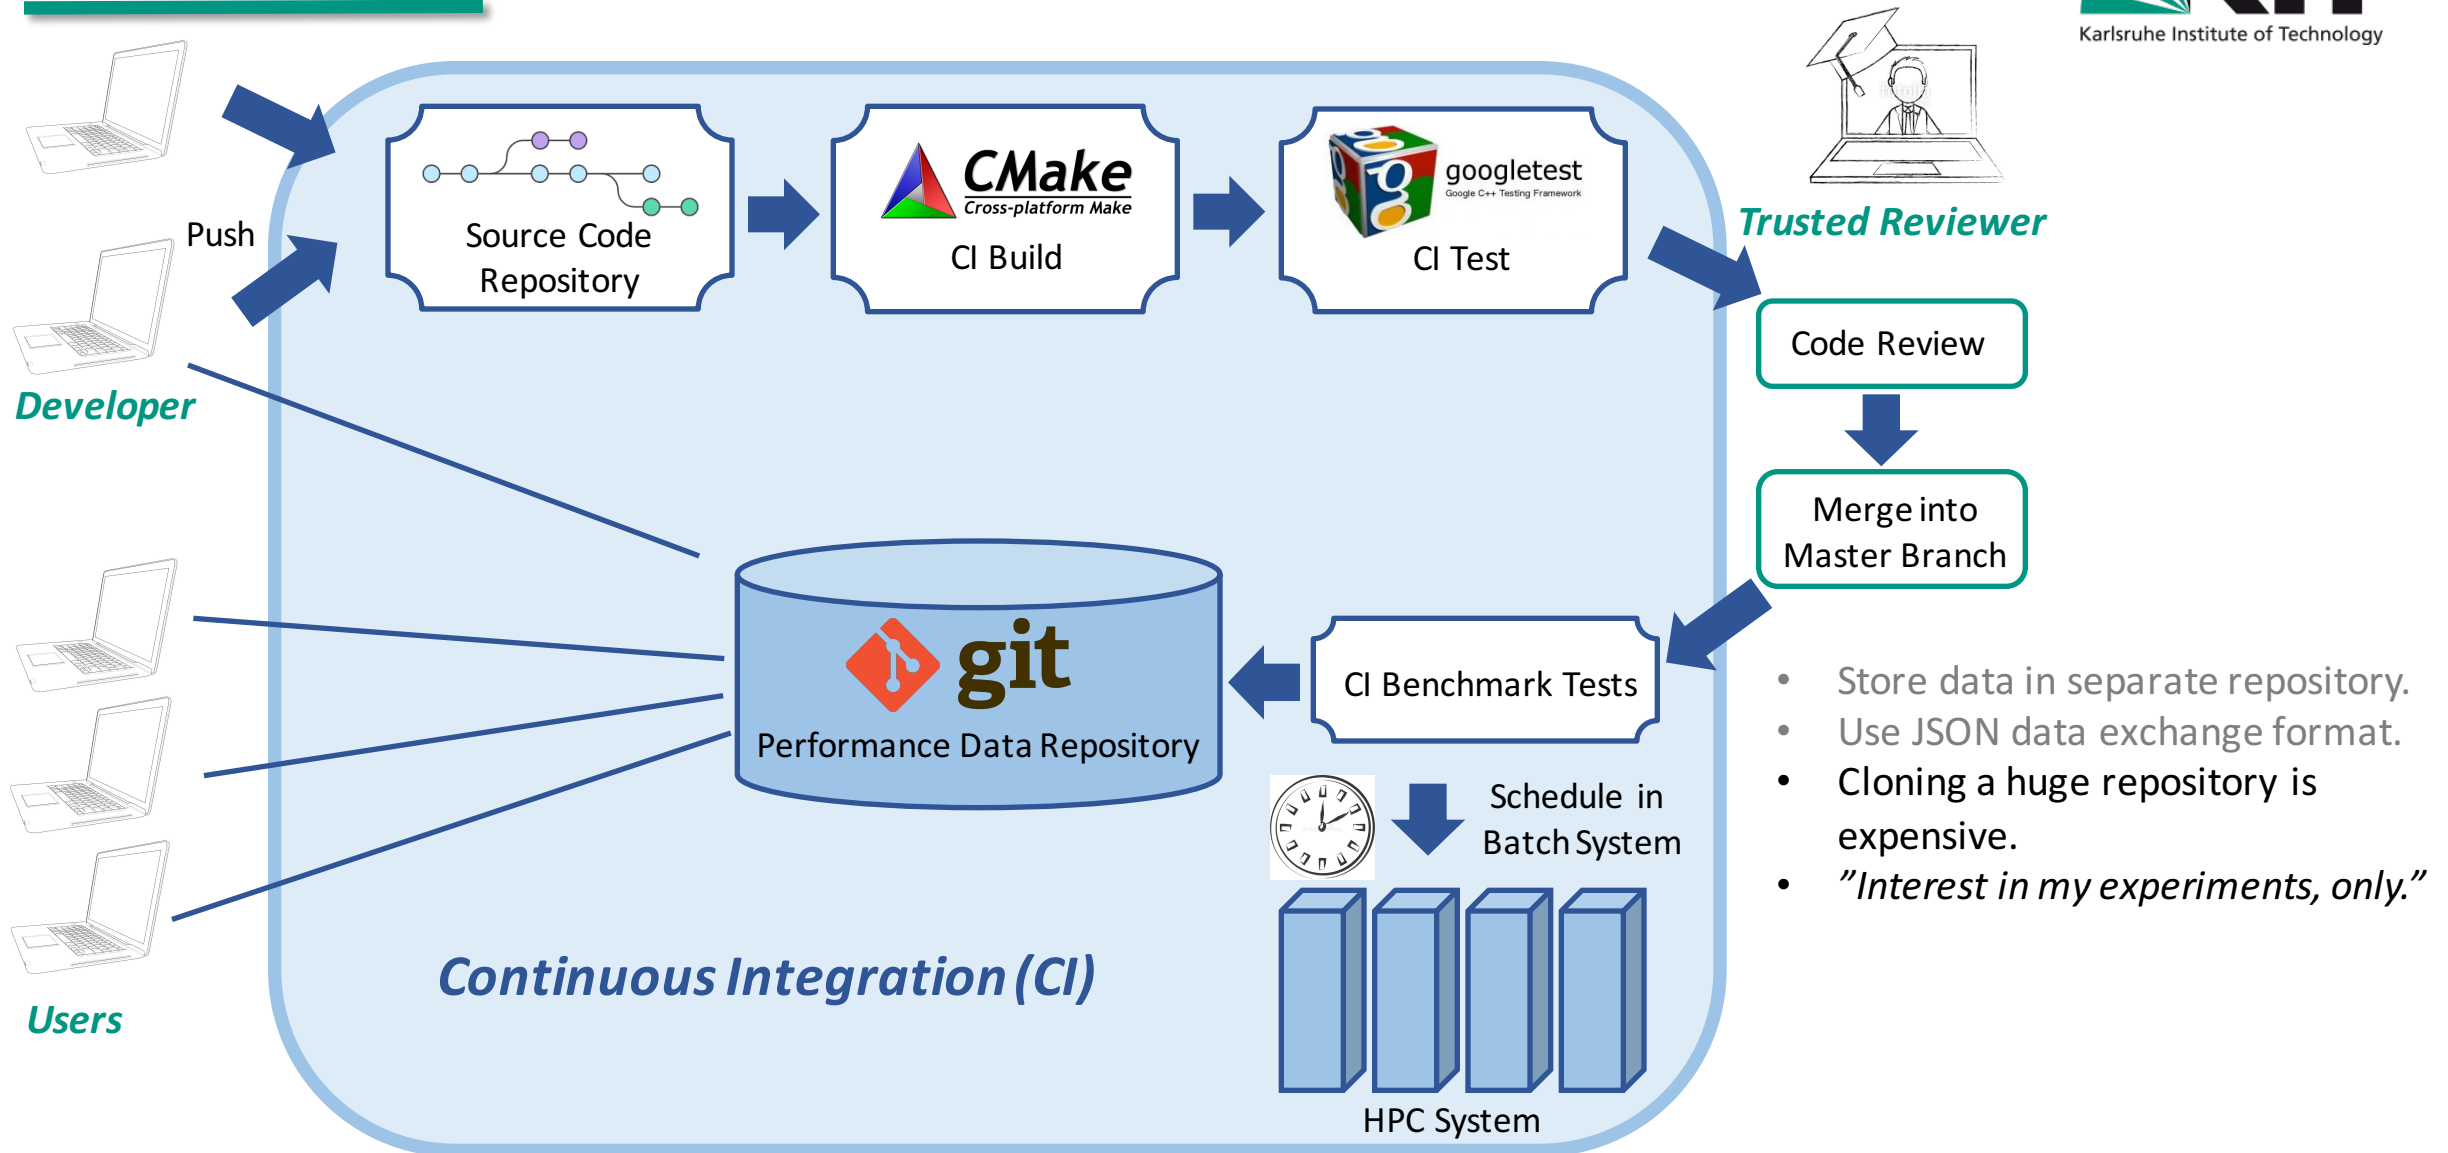 Karlsruhe Institute of Technology
Push
Source Code
Repository
CMake
Cross-platform Make
CI Build
googletest
Google C++ Testing Framework
CI Test
Trusted Reviewer
Code Review
Developer
Merge into
Master Branch
git
Performance Data Repository
CI Benchmark Tests
Schedule in
Batch System
HPC System
• Store data in separate repository.
• Use JSON data exchange format.
• Cloning a huge repository is
expensive.
• ”Interest in my experiments, only.”
Continuous Integration (CI)
Users